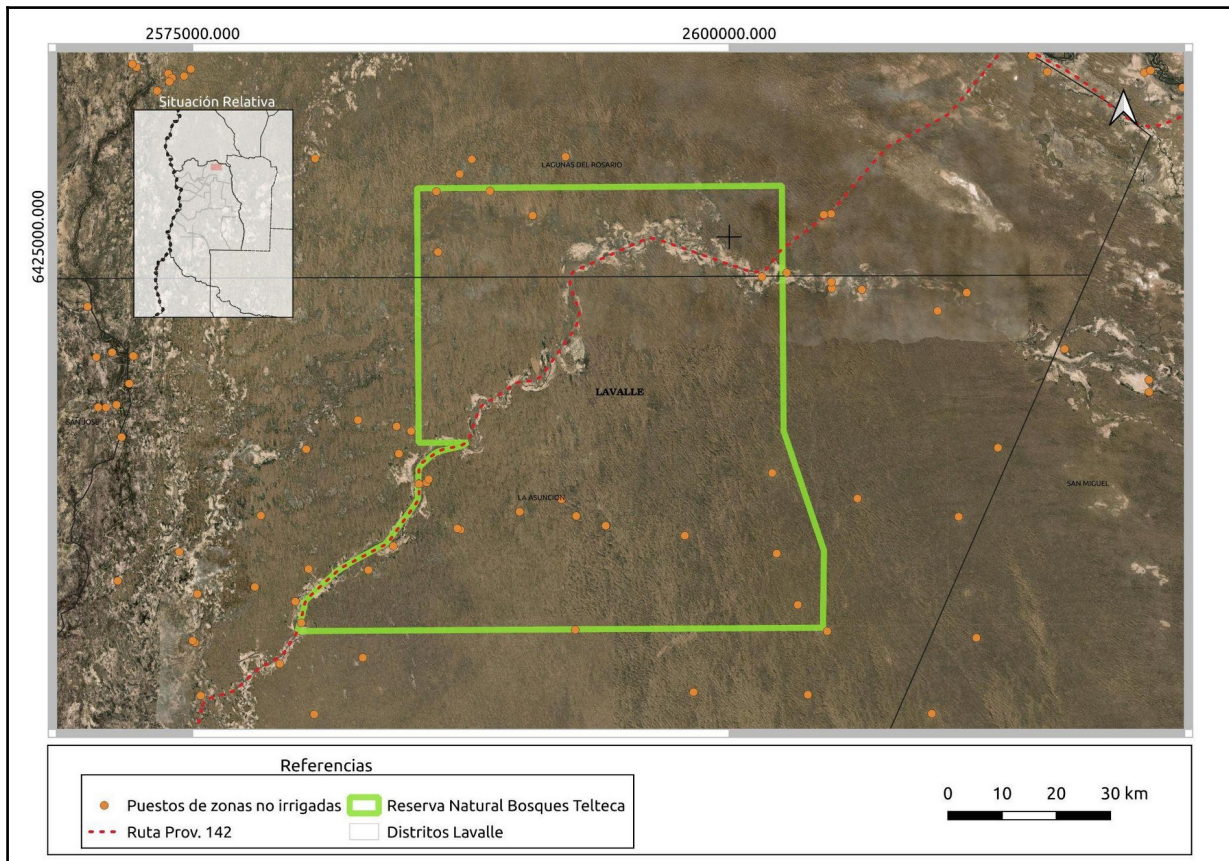 2575000.000
2600000.000
6425000.000
Situación Relativa
LAGUNAS DEL ROSARIO
LAVALLE
SAN JOSE
LA ASUNCION
SAN MIGUEL
Referencias
Puestos de zonas no irrigadas
Reserva Natural Bosques Telteca
Ruta Prov. 142
Distritos Lavalle
0 10 20 30 km